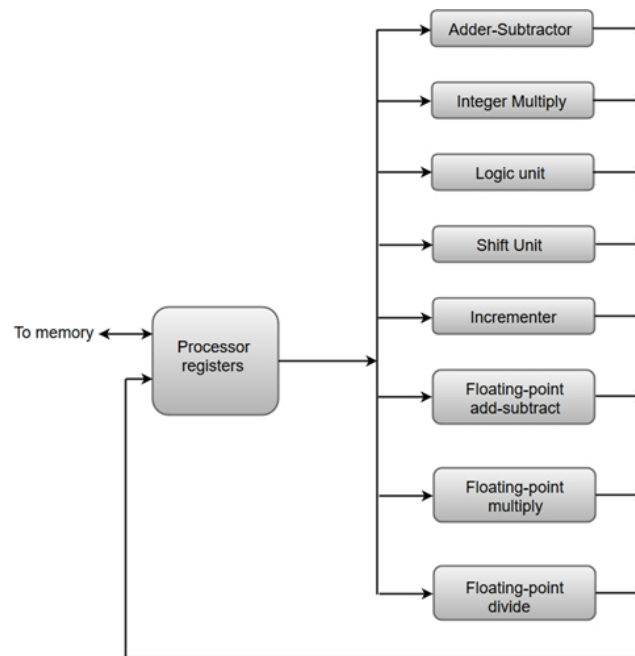 Adder-Subtractor
Integer Multiply
Logic unit
Shift Unit
To memory
Processor
registers
Incrementer
Floating-point
add-subtract
Floating-point
multiply
Floating-point
divide